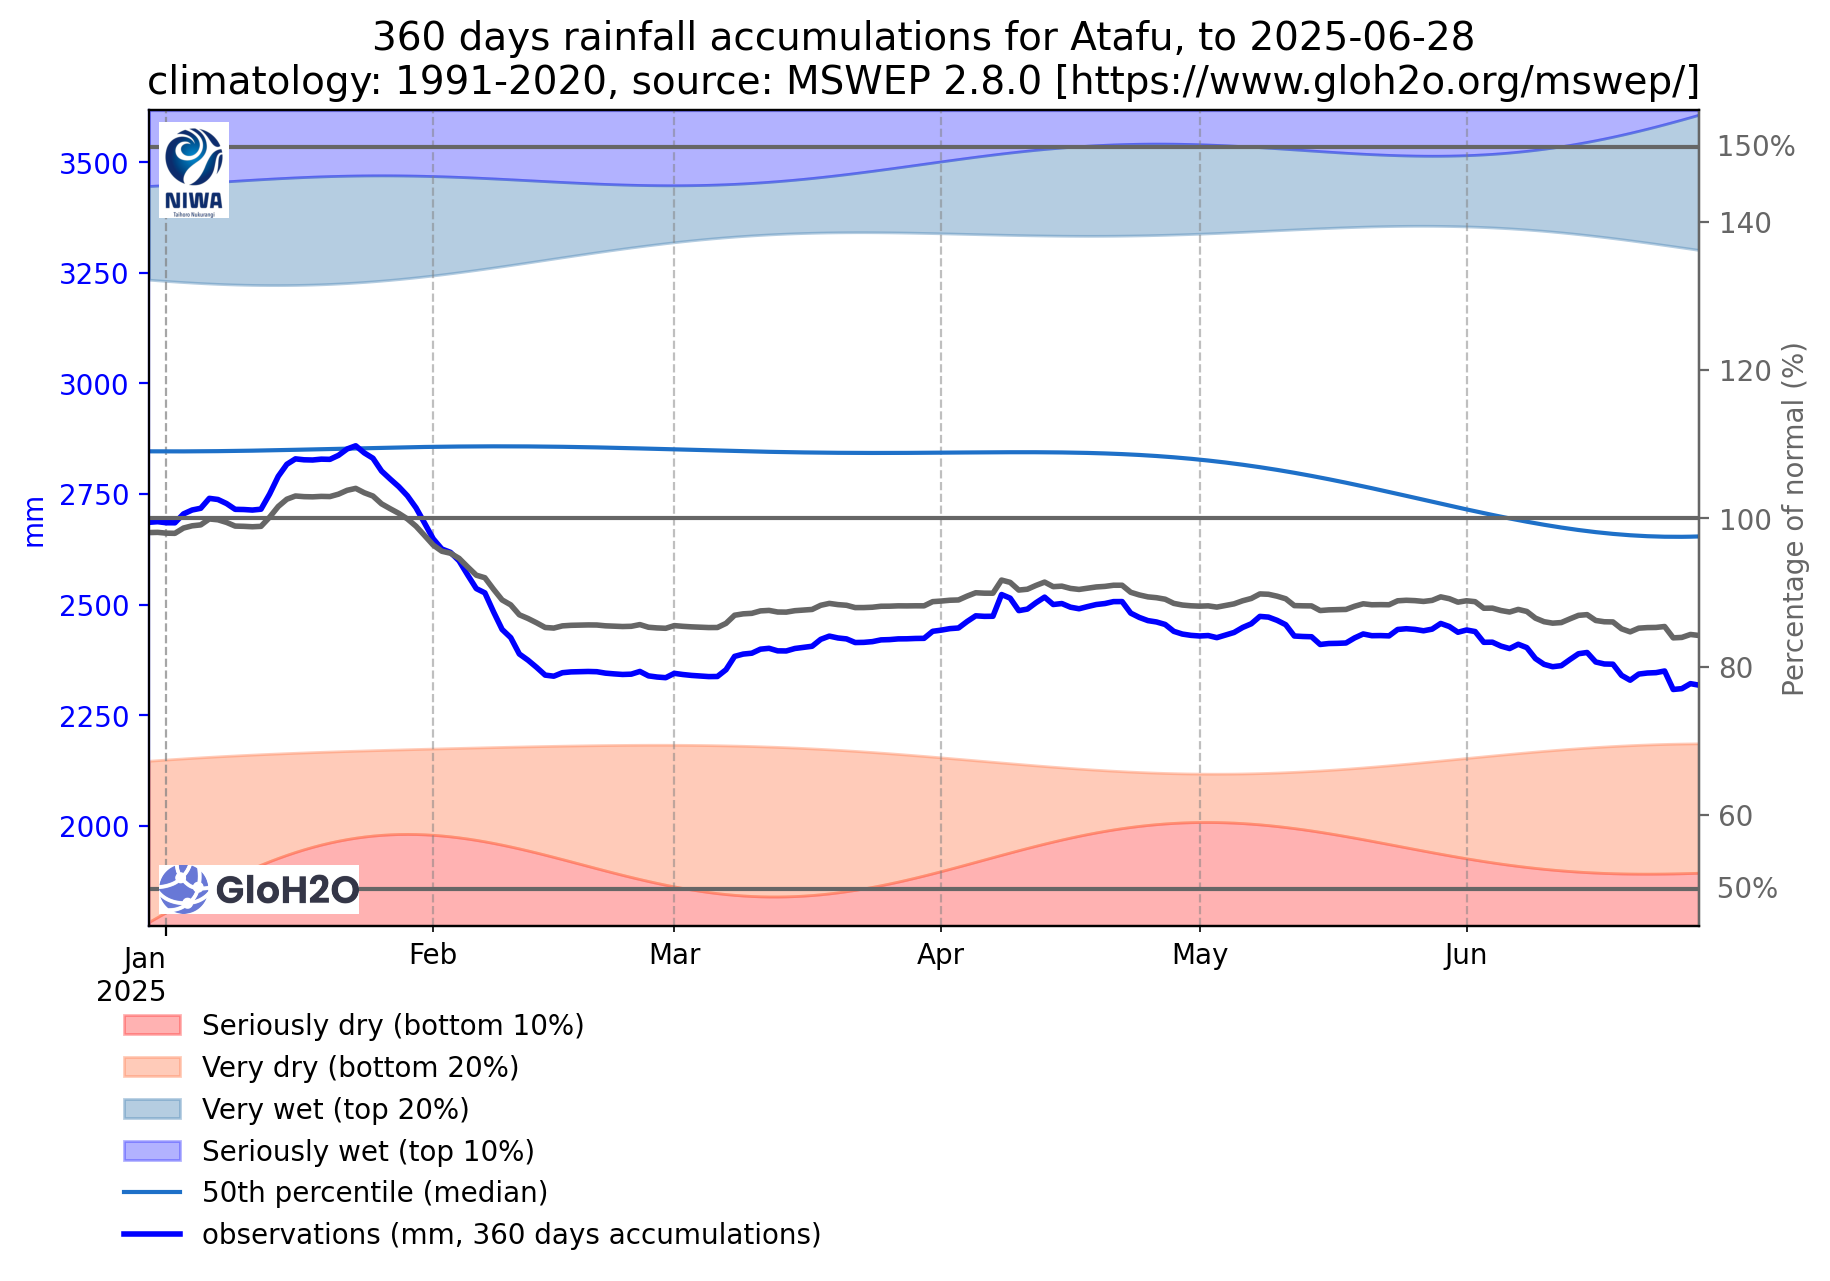 360 days rainfall accumulations for Atafu, to 2025-06-28
climatology: 1991-2020, source: MSWEP 2.8.0 [https://www.gloh2o.org/mswep/]
NIWA
Taihoro Nukurangi
3500
3250
3000
2750
2500
2250
2000
mm
150%
140
120
100
80
60
50%
Percentage of normal (%)
GloH2O
Jan
2025
Feb
Mar
Apr
May
Jun
Seriously dry (bottom 10%)
Very dry (bottom 20%)
Very wet (top 20%)
Seriously wet (top 10%)
50th percentile (median)
observations (mm, 360 days accumulations)